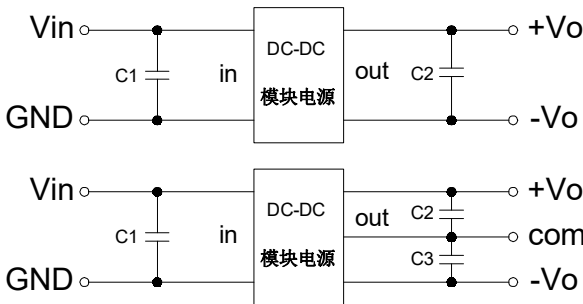 Vin
DC-DC
+Vo
C1
in
out
C2
模块电源
GND
-Vo
Vin
DC-DC
+Vo
out
C2
C1
in
com
模块电源
C3
GND
-Vo